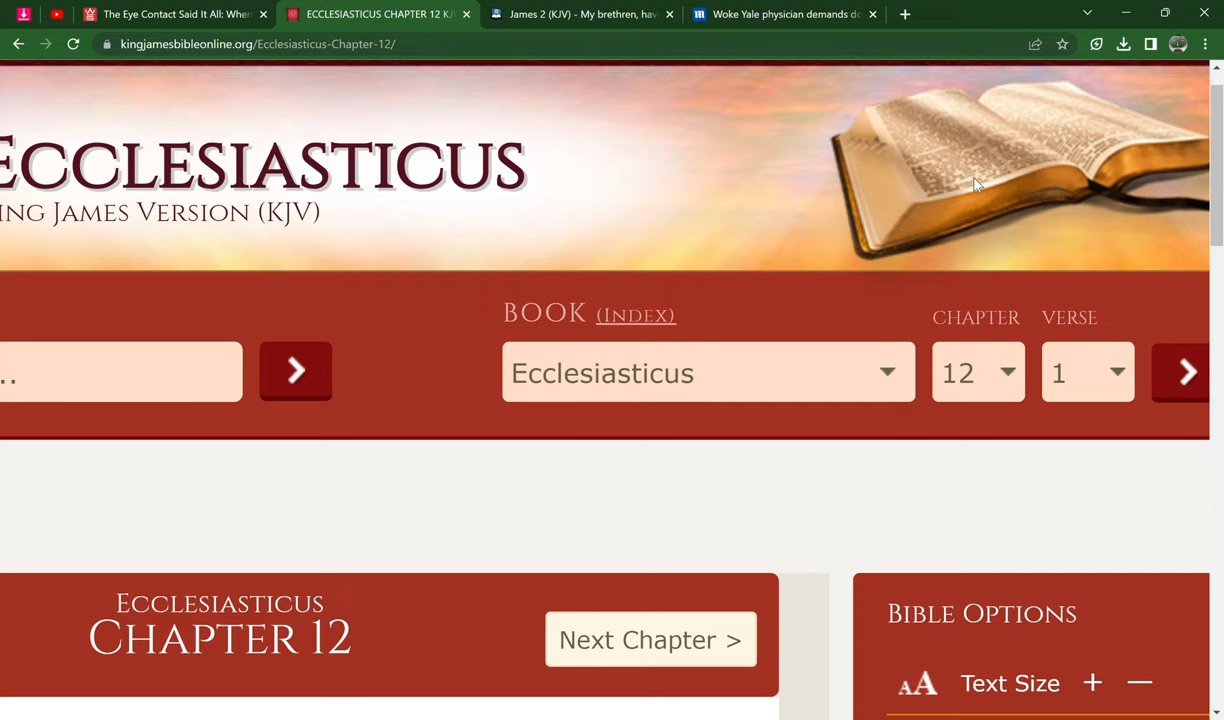 The Eye Contact Said It All: When
ECCLESIASTICUS CHAPTER 12 KJ
James 2 (KJV) - My brethren, hav
Woke Yale physician demands do
kingjamesbibleonline.org/Ecclesiasticus-Chapter-12/
Ecclesiasticus
ing James Version (KJV)
BOOK (Index)
CHAPTER
VERSE
..
Ecclesiasticus
12
1
Ecclesiasticus
Chapter 12
Next Chapter >
Bible Options
AA Text Size + —